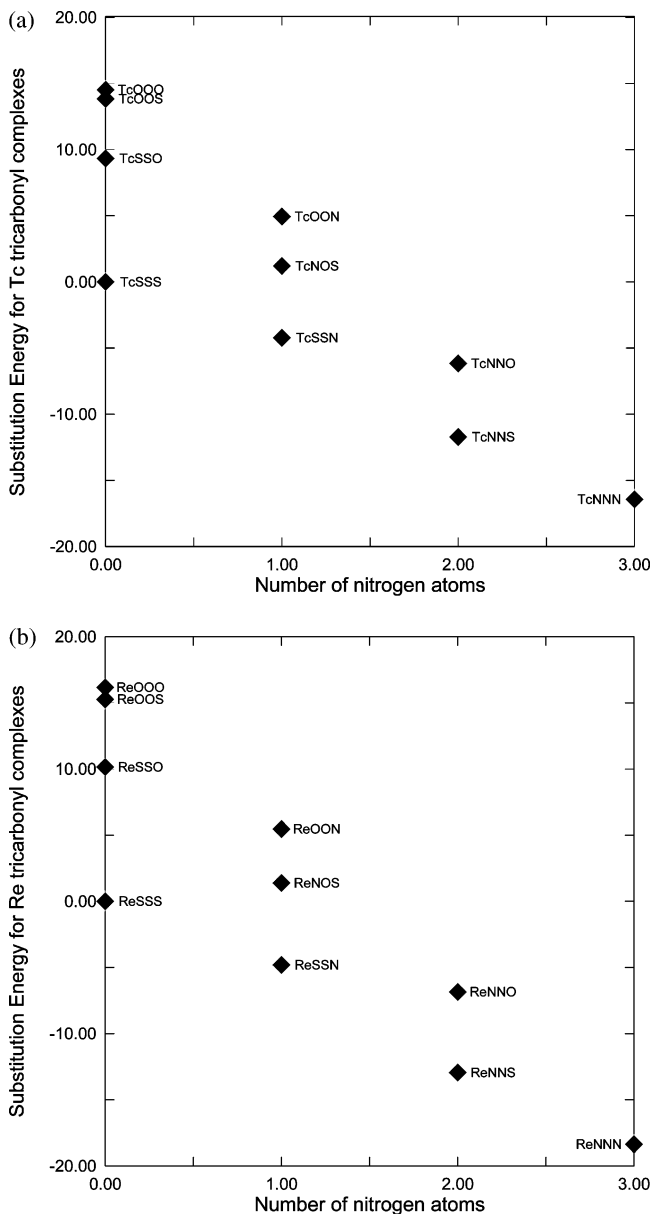 (a)
20.00
TcOOO
TcOOS
10.00
TcSSO
TcOON
TcNOS
0.00
TcSSS
TcSSN
TcNNO
-10.00
TcNNS
TcNNN
-20.00
0.00 1.00 2.00 3.00
Number of nitrogen atoms
Substitution Energy for Tc tricarbonyl complexes
(b)
20.00
ReOOO
ReOOS
10.00
ReSSO
ReOON
ReNOS
0.00
ReSSS
ReSSN
ReNNO
-10.00
ReNNS
ReNNN
-20.00
0.00 1.00 2.00 3.00
Number of nitrogen atoms
Substitution Energy for Re tricarbonyl complexes